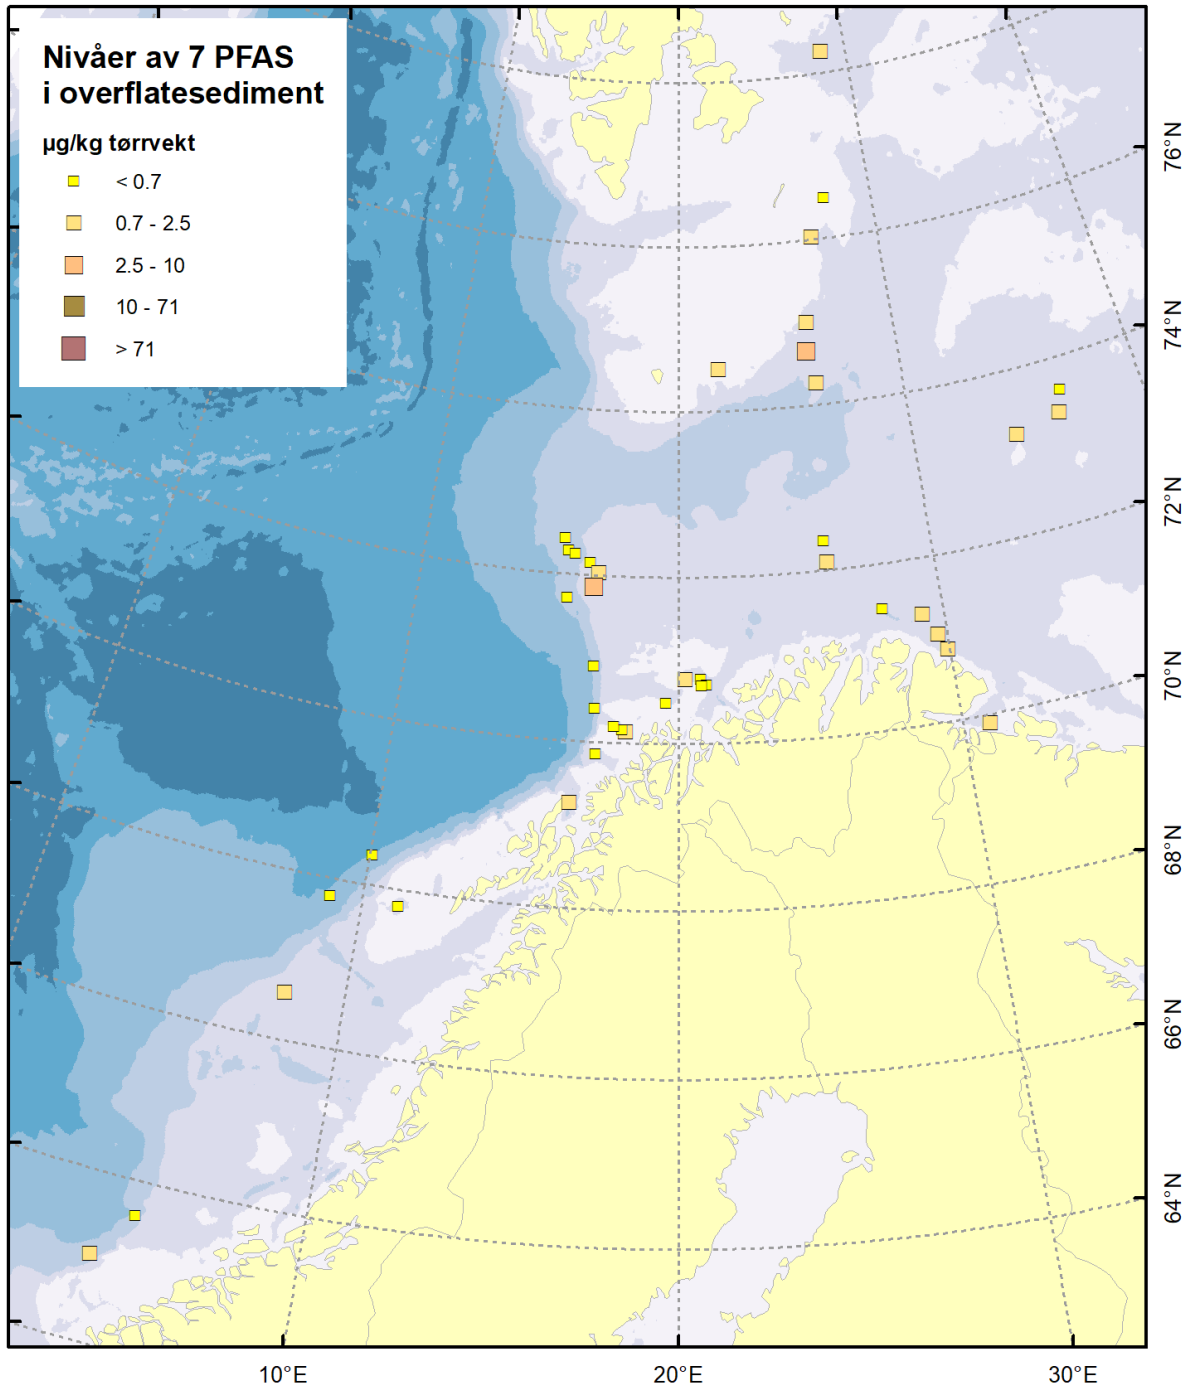 Nivåer av 7 PFAS
i overflatesediment
µg/kg tørrvekt
< 0.7
0.7 - 2.5
2.5 - 10
10 - 71
> 71
76°N
74°N
72°N
70°N
68°N
66°N
64°N
10°E
20°E
30°E